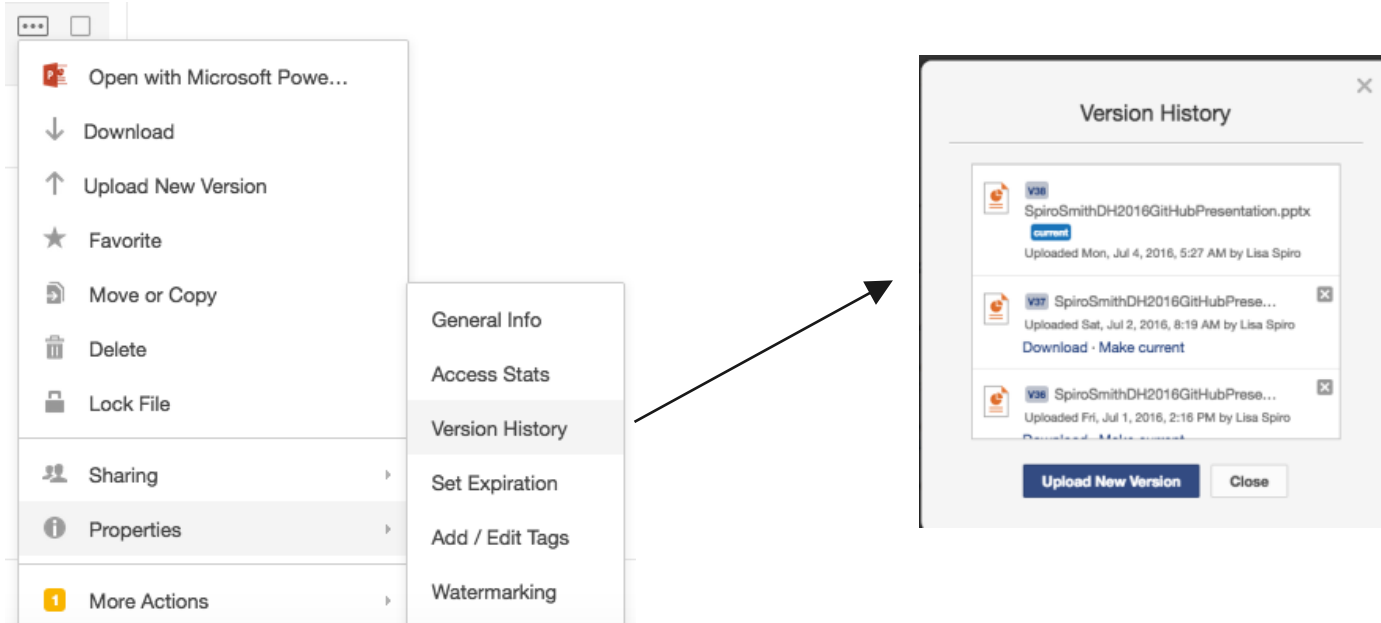 Open with Microsoft Powe...
Download
Upload New Version
Favorite
Move or Copy
Delete
Lock File
Sharing
Properties
1 More Actions
General Info
Access Stats
Version History
Set Expiration
Add / Edit Tags
Watermarking
Version History
V38
SpiroSmithDH2016GitHubPresentation.pptx
current
Uploaded Mon, Jul 4, 2016, 5:27 AM by Lisa Spiro
V37 SpiroSmithDH2016GitHubPrese...
Uploaded Sat, Jul 2, 2016, 8:19 AM by Lisa Spiro
Download · Make current
V36 SpiroSmithDH2016GitHubPrese...
Uploaded Fri, Jul 1, 2016, 2:16 PM by Lisa Spiro
Download · Make current
Upload New Version
Close